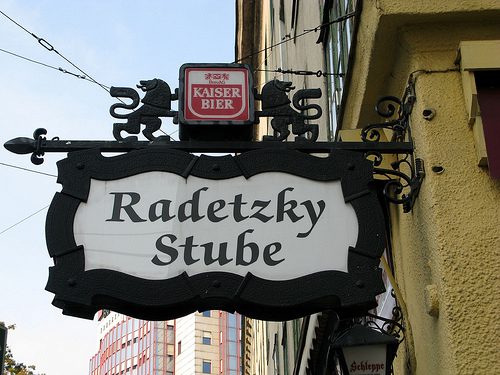 KAISER
BIER
Radetzky
Stube
Schleppe